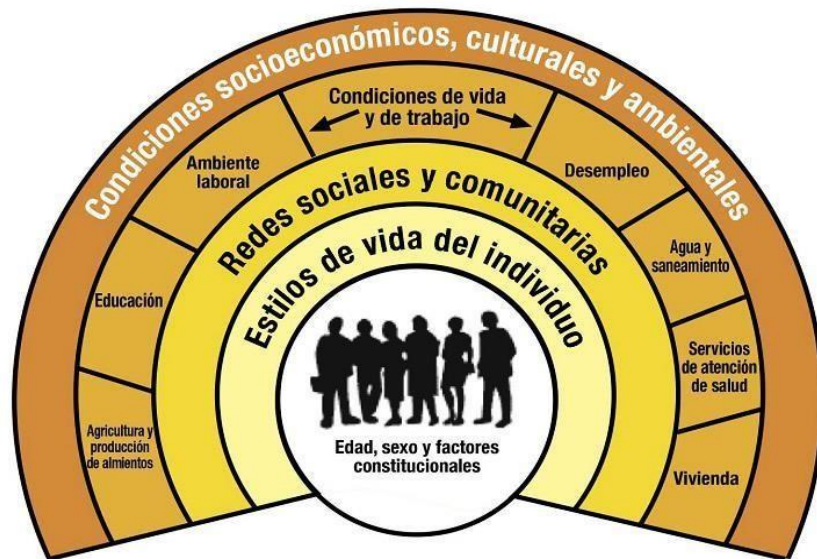 Condiciones socioeconómicos, culturales y ambientales
Condiciones de vida
y de trabajo
Ambiente
laboral
Desempleo
Redes sociales y comunitarias
Agua y
saneamiento
Estilos de vida del individuo
Educación
Servicios
de atención
de salud
Agricultura y
producción
de almientos
Edad, sexo y factores
constitucionales
Vivienda